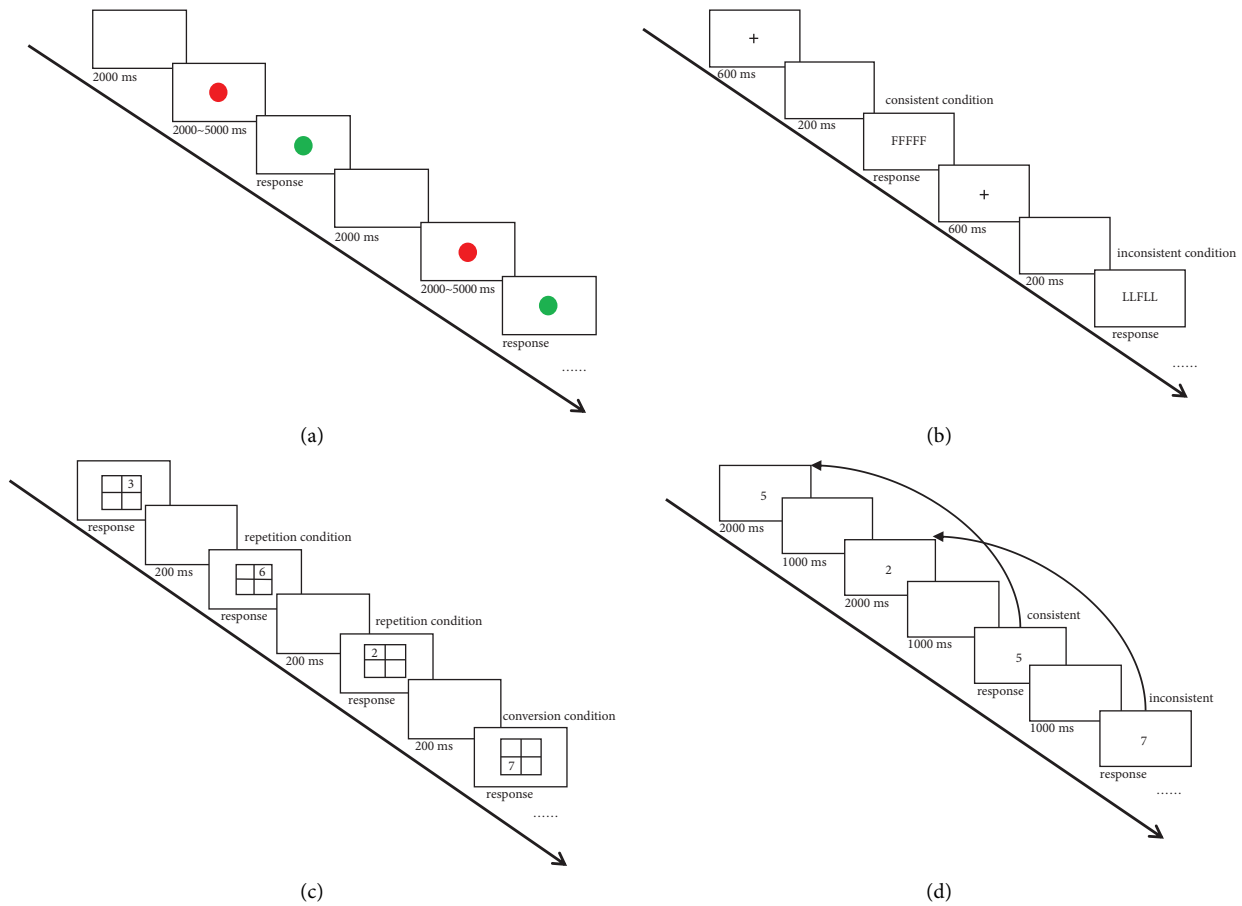 2000 ms
2000~5000 ms
response
2000 ms
2000~5000 ms
response
......
(a)
+
600 ms
200 ms
consistent condition
FFFFF
response
+
600 ms
200 ms
inconsistent condition
LLFLL
response
......
(b)
3
response
200 ms
repetition condition
6
response
200 ms
repetition condition
2
response
200 ms
conversion condition
7
response
......
(c)
5
2000 ms
1000 ms
2
2000 ms
1000 ms
consistent
5
response
1000 ms
inconsistent
7
response
......
(d)